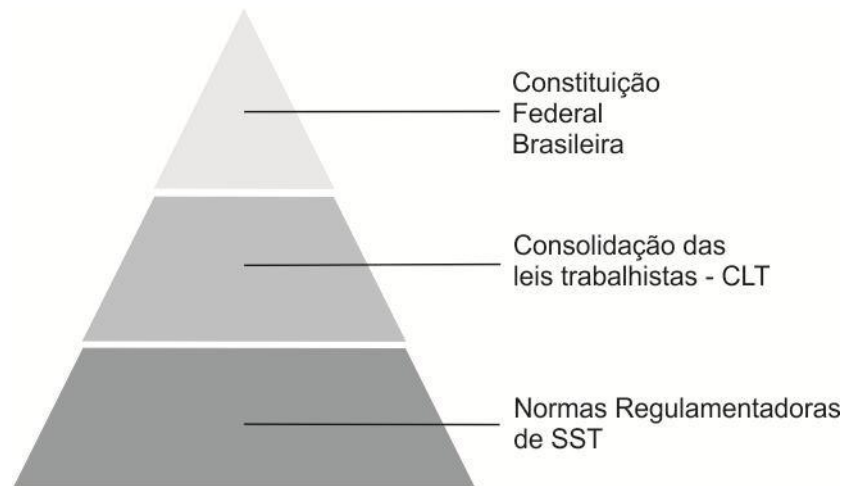 Constituição
Federal
Brasileira
Consolidação das
leis trabalhistas - CLT
Normas Regulamentadoras
de SST